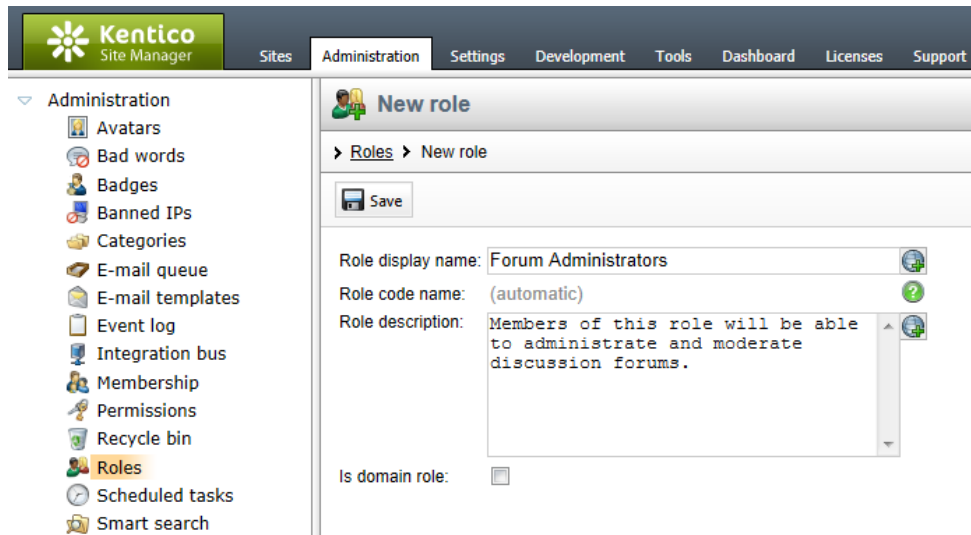 Kentico
Site Manager
Sites Administration Settings Development Tools Dashboard Licenses Support
Administration
Avatars
Bad words
Badges
Banned IPs
Categories
E-mail queue
E-mail templates
Event log
Integration bus
Membership
Permissions
Recycle bin
Roles
Scheduled tasks
Smart search
New role
Roles New role
Save
Role display name: Forum Administrators
Role code name: (automatic)
Role description: Members of this role will be able
to administrate and moderate
discussion forums.
Is domain role: